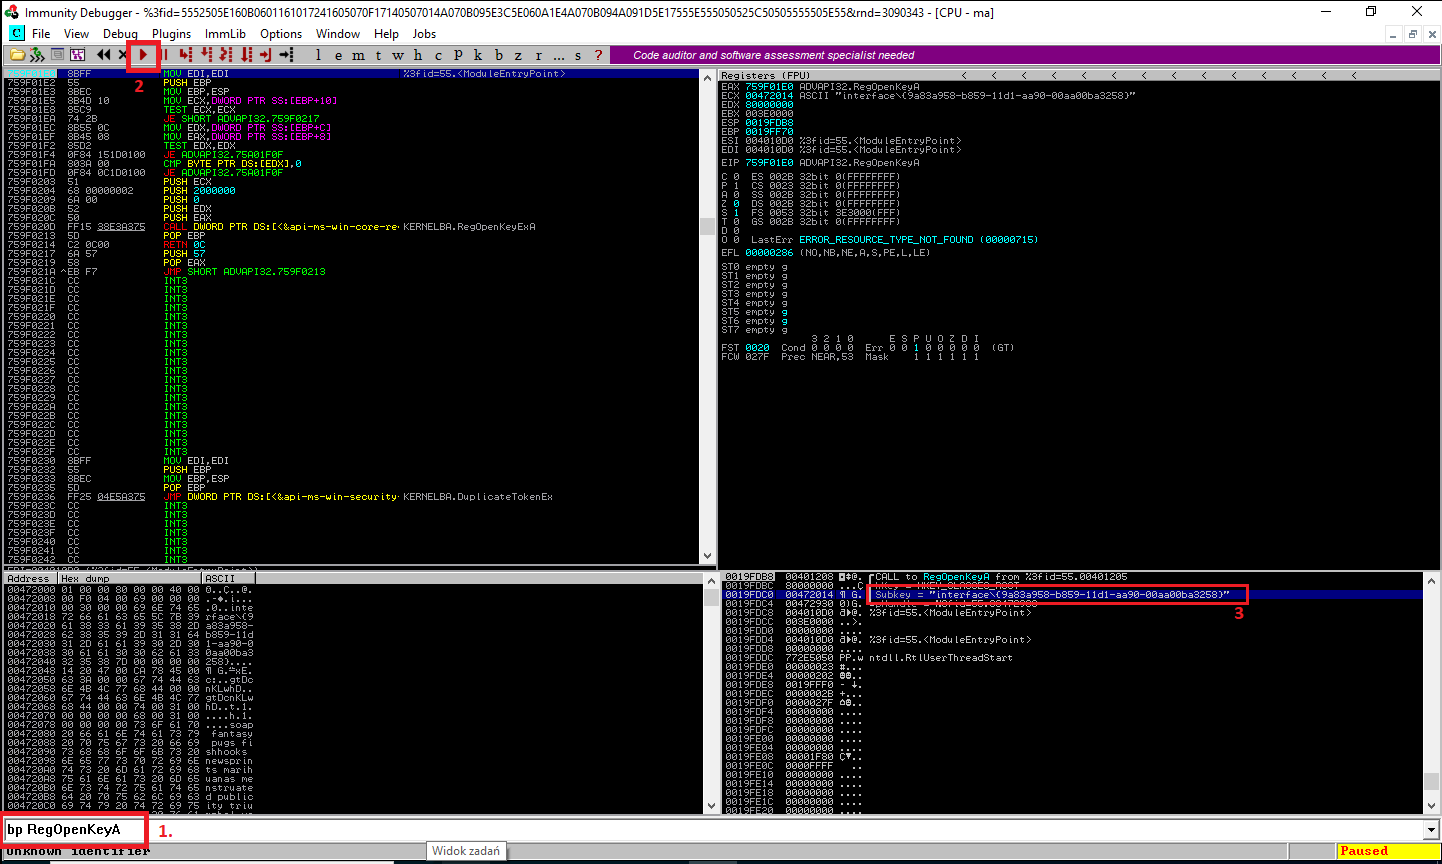 Immunity Debugger - %3fid=5552505E160B0601161017241605070F17140507014A070B095E3C5E060A1E4A070B094A091D5E17555E555050525C50505555505E55&rnd=3090343 - [CPU - ma]
File View Debug Plugins ImmLib Options Window Help Jobs
l e m t w h c p k b z r ... s ?
Code auditor and software assessment specialist needed
2
8BFF MOV EDI,EDI %3fid=55.<ModuleEntryPoint>
759F01E2 55 PUSH EBP
759F01E3 8BEC MOV EBP,ESP
759F01E5 8B4D 10 MOV ECX,DWORD PTR SS:[EBP+10]
759F01E8 85C9 TEST ECX,ECX
759F01EA 74 2B JE SHORT ADVAPI32.759F0217
759F01EC 8B55 0C MOV EDX,DWORD PTR SS:[EBP+C]
759F01EF 8B45 08 MOV EAX,DWORD PTR SS:[EBP+8]
759F01F2 85D2 TEST EDX,EDX
759F01F4 0F84 151D0100 JE ADVAPI32.75A01F0F
759F01FA 803A 00 CMP BYTE PTR DS:[EDX],0
759F01FD 0F84 0C1D0100 JE ADVAPI32.75A01F0F
759F0203 51 PUSH ECX
759F0204 68 00000002 PUSH 2000000
759F0209 6A 00 PUSH 0
759F020B 52 PUSH EDX
759F020C 50 PUSH EAX
759F020D FF15 38E3A375 CALL DWORD PTR DS:[<&api-ms-win-core-re- KERNELBA.RegOpenKeyExA
759F0213 5D POP EBP
759F0214 C2 0C00 RETN 0C
759F0217 6A 57 PUSH 57
759F0219 58 POP EAX
759F021A ^EB F7 JMP SHORT ADVAPI32.759F0213
759F021C CC INT3
759F021D CC INT3
759F021E CC INT3
759F021F CC INT3
759F0220 CC INT3
759F0221 CC INT3
759F0222 CC INT3
759F0223 CC INT3
759F0224 CC INT3
759F0225 CC INT3
759F0226 CC INT3
759F0227 CC INT3
759F0228 CC INT3
759F0229 CC INT3
759F022A CC INT3
759F022B CC INT3
759F022C CC INT3
759F022D CC INT3
759F022E CC INT3
759F022F CC INT3
759F0230 8BFF MOV EDI,EDI
759F0232 55 PUSH EBP
759F0233 8BEC MOV EBP,ESP
759F0235 5D POP EBP
759F0236 FF25 04E5A375 JMP DWORD PTR DS:[<&api-ms-win-security- KERNELBA.DuplicateTokenEx
759F023C CC INT3
759F023D CC INT3
759F023E CC INT3
759F023F CC INT3
759F0240 CC INT3
759F0241 CC INT3
759F0242 CC INT3
Registers (FPU) < < < < < < < < < < < < <
EAX 759F01E0 ADVAPI32.RegOpenKeyA
ECX 00472014 ASCII "interface\{9a83a958-b859-11d1-aa90-00aa00ba3258}"
EDX 80000000
EBX 003E0000
ESP 0019FDB8
EBP 0019FF70
ESI 004010D0 %3fid=55.<ModuleEntryPoint>
EDI 004010D0 %3fid=55.<ModuleEntryPoint>
EIP 759F01E0 ADVAPI32.RegOpenKeyA
C 0 ES 002B 32bit 0(FFFFFFFF)
P 1 CS 0023 32bit 0(FFFFFFFF)
A 0 SS 002B 32bit 0(FFFFFFFF)
Z 0 DS 002B 32bit 0(FFFFFFFF)
S 1 FS 0053 32bit 3E3000(FFF)
T 0 GS 002B 32bit 0(FFFFFFFF)
D 0
O 0 LastErr ERROR_RESOURCE_TYPE_NOT_FOUND (00000715)
EFL 00000286 (NO,NB,NE,A,S,PE,L,LE)
ST0 empty g
ST1 empty g
ST2 empty g
ST3 empty g
ST4 empty g
ST5 empty g
ST6 empty g
ST7 empty g
3 2 1 0 E S P U O Z D I
FST 0020 Cond 0 0 0 0 Err 0 0 1 0 0 0 0 0 (GT)
FCW 027F Prec NEAR,53 Mask 1 1 1 1 1 1
Address Hex dump ASCII
00472000 01 00 08 80 00 00 40 00
00472008 00 00 04 00 69 00 00 00
00472010 00 30 00 00 69 6E 74 65 .0..inte
00472018 72 66 61 63 65 5C 7B 39 rface\{9
00472020 61 38 33 61 39 35 38 2D a83a958-
00472028 62 38 35 39 2D 31 31 64 b859-11d
00472030 31 2D 61 61 39 30 2D 30 1-aa90-0
00472038 30 61 61 30 30 62 61 33 0aa00ba3
00472040 32 35 38 7D 00 00 00 00 258}....
00472048 14 20 47 00 CA 78 45 00
00472050 63 3A 00 00 67 74 44 63 c:..gtDc
00472058 6E 4B 4C 77 68 44 00 00 nKLwhD..
00472060 67 74 44 63 6E 4B 4C 77 gtDcnKLw
00472068 68 44 00 00 74 00 31 00 hD..t.1.
00472070 00 00 00 00 68 00 31 00 ....h.1.
00472078 00 00 00 00 73 6F 61 70 ....soap
00472080 20 66 61 6E 74 61 73 79 fantasy
00472088 20 70 75 67 73 20 66 69 pugs fi
00472090 73 68 68 6F 6F 6B 73 20 shhooks
00472098 6E 65 77 73 70 72 69 6E newsprin
004720A0 74 73 20 6D 61 72 69 68 ts marih
004720A8 75 61 6E 61 73 20 6D 65 uanas me
004720B0 6E 73 74 72 75 61 74 65 nstruate
004720B8 64 20 70 75 62 6C 69 63 d public
004720C0 69 74 79 20 74 72 69 75 ity triu
0019FDB8 00401208 CALL to RegOpenKeyA from %3fid=55.00401205
0019FDBC 80000000 hKey = HKEY_CLASSES_ROOT
0019FDC0 00472014 Subkey = "interface\{9a83a958-b859-11d1-aa90-00aa00ba3258}"
3
0019FDC4 00472930 pHandle = %3fid=55.00472930
0019FDC8 004010D0 %3fid=55.<ModuleEntryPoint>
0019FDCC 003E0000
0019FDD0 00000000 ....
0019FDD4 004010D0 %3fid=55.<ModuleEntryPoint>
0019FDD8 00000000 ....
0019FDDC 772E5050 PP.w ntdll.RtlUserThreadStart
0019FDE0 00000023 #...
0019FDE4 00000202
0019FDE8 0019FFF0
0019FDEC 0000002B +...
0019FDF0 0000027F
0019FDF4 00000000 ....
0019FDF8 00000000 ....
0019FDFC 00000000 ....
0019FE00 00000000 ....
0019FE04 00000000 ....
0019FE08 00001F80
0019FE0C 0000FFFF
0019FE10 00000000 ....
0019FE14 00000000 ....
0019FE18 00000000 ....
0019FE1C 00000000 ....
0019FE20 00000000 ....
bp RegOpenKeyA
1.
Unknown identifier
Widok zadań
Paused